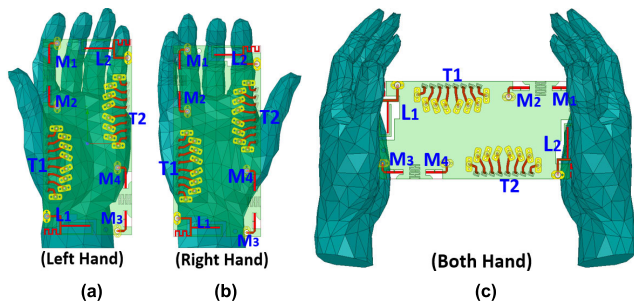 M1 L2
M2
T2
T1
M4
L1
M3
(Left Hand)
(a)
M1 L2
M2
T2
T1
M4
L1
M3
(Right Hand)
(b)
T1
M2 M1
L1
L2
M3 M4
T2
(Both Hand)
(c)